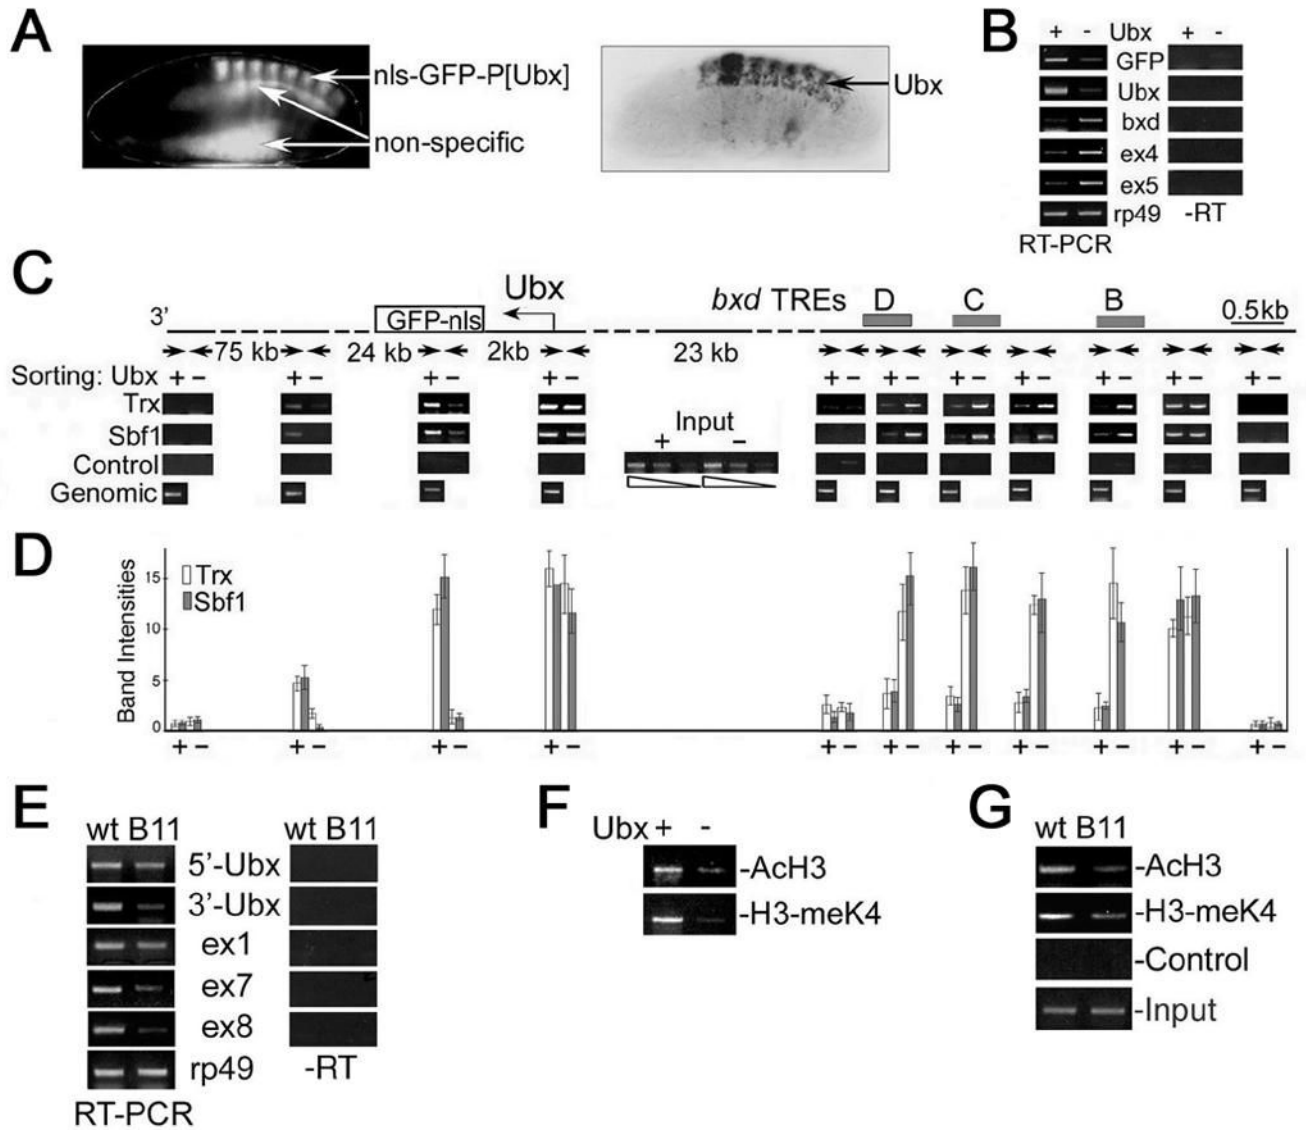 A
nls-GFP-P[Ubx]
non-specific
Ubx
B
+ - Ubx + -
GFP
Ubx
bxd
ex4
ex5
rp49
-RT
RT-PCR
C
3'
GFP-nls
Ubx
bxd TREs D C B
0.5kb
75 kb 24 kb 2kb 23 kb
Sorting: Ubx + - + - + - + - + - + - + - + - + - + - + -
Trx
Sbf1
Control
Genomic
Input
+ -
D
Band Intensities
15
10
5
0
Trx
Sbf1
+ - + - + - + - + - + - + - + - + - + - + -
E
wt B11 wt B11
5'-Ubx
3'-Ubx
ex1
ex7
ex8
rp49 -RT
RT-PCR
F
Ubx + -
-AcH3
-H3-meK4
G
wt B11
-AcH3
-H3-meK4
-Control
-Input